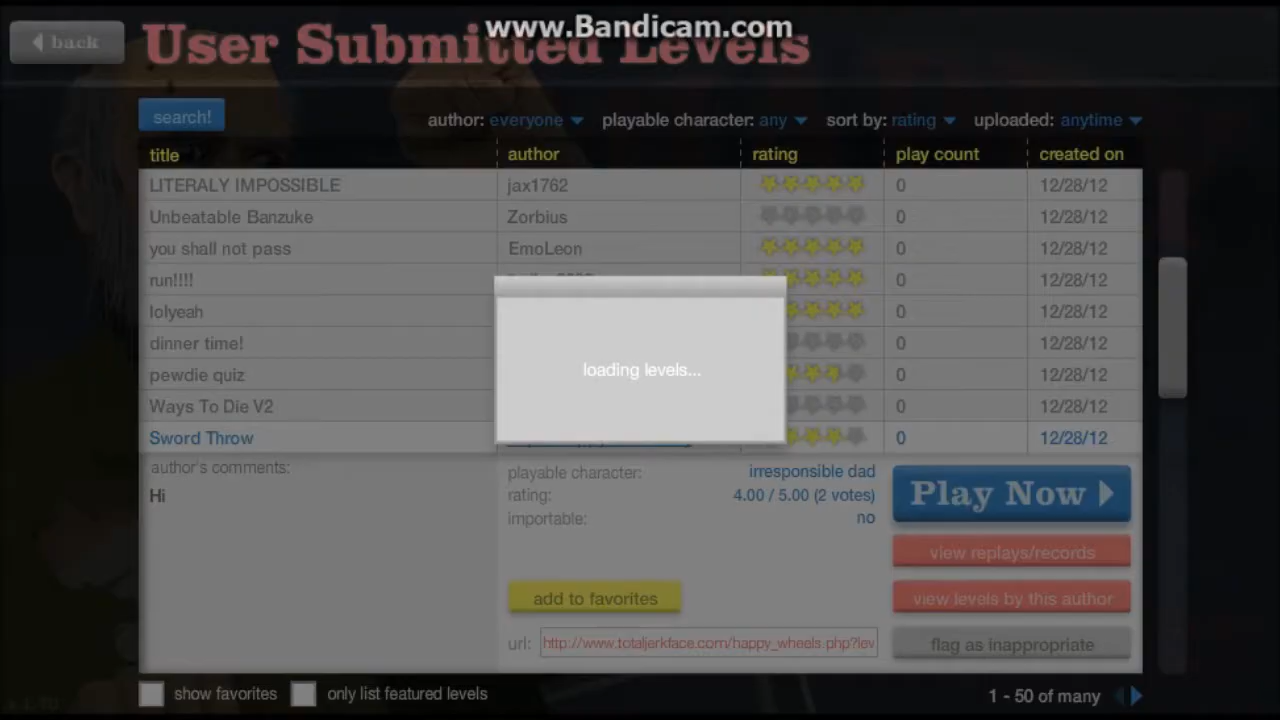 www.Bandicam.com
back
User Submitted Levels
search!
author: everyone playable character: any sort by: rating uploaded: anytime
title author rating play count created on
LITERALY IMPOSSIBLE jax1762 0 12/28/12
Unbeatable Banzuke Zorbius 0 12/28/12
you shall not pass EmoLeon 0 12/28/12
run!!!! 0 12/28/12
lolyeah 0 12/28/12
dinner time! 0 12/28/12
pewdie quiz 0 12/28/12
Ways To Die V2 0 12/28/12
Sword Throw 0 12/28/12
loading levels...
author's comments:
Hi
playable character: irresponsible dad
rating: 4.00 / 5.00 (2 votes)
importable: no
add to favorites
url: http://www.totaljerkface.com/happy_wheels.php?lev
Play Now
view replays/records
view levels by this author
flag as inappropriate
show favorites only list featured levels
1 - 50 of many